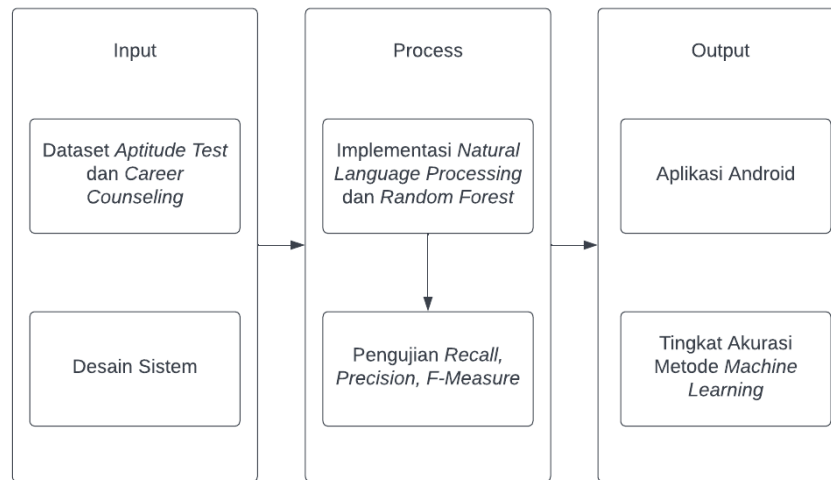 Input
Dataset Aptitude Test
dan Career
Counseling
Desain Sistem
Process
Implementasi Natural
Language Processing
dan Random Forest
Pengujian Recall,
Precision, F-Measure
Output
Aplikasi Android
Tingkat Akurasi
Metode Machine
Learning